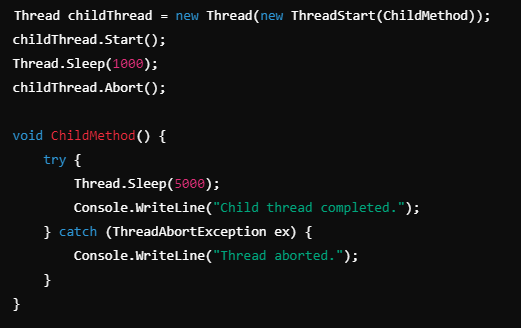 Thread childThread = new Thread(new ThreadStart(ChildMethod));
childThread.Start();
Thread.Sleep(1000);
childThread.Abort();

void ChildMethod() {
    try {
        Thread.Sleep(5000);
        Console.WriteLine("Child thread completed.");
    } catch (ThreadAbortException ex) {
        Console.WriteLine("Thread aborted.");
    }
}